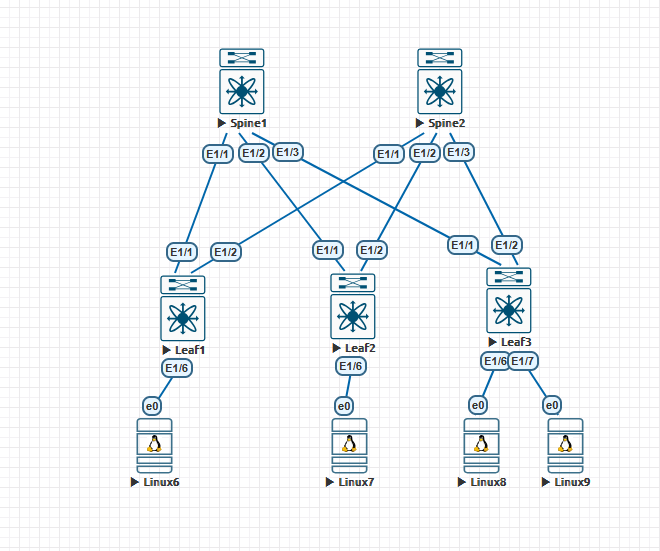 Spine1
Spine2
E1/1
E1/2
E1/3
E1/1
E1/2
E1/3
E1/1
E1/2
E1/1
E1/2
E1/1
E1/2
Leaf1
Leaf2
Leaf3
E1/6
E1/6
E1/6
E1/7
e0
e0
e0
e0
Linux6
Linux7
Linux8
Linux9